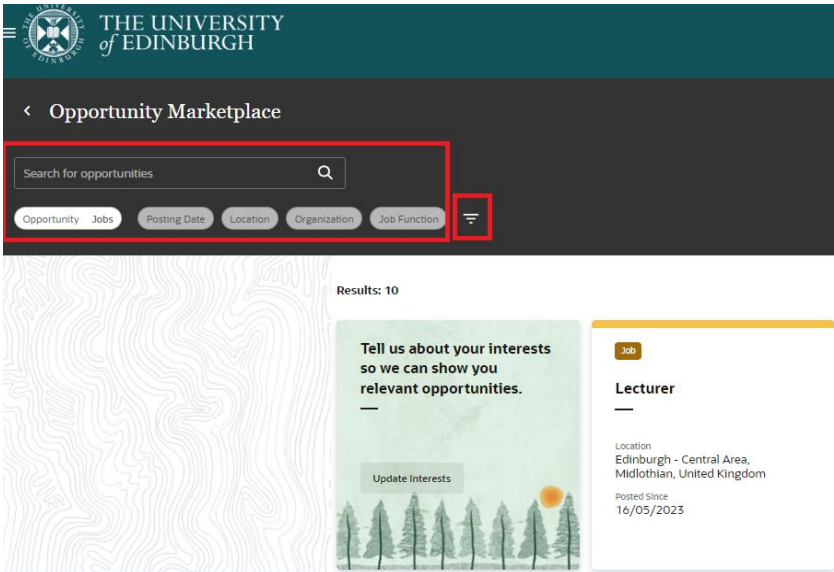 THE UNIVERSITY
of EDINBURGH
Opportunity Marketplace
Search for opportunities
Opportunity Jobs Posting Date Location Organization Job Function
Results: 10
Tell us about your interests
so we can show you
relevant opportunities.
Update Interests
Job
Lecturer
Location
Edinburgh - Central Area,
Midlothian, United Kingdom
Posted Since
16/05/2023